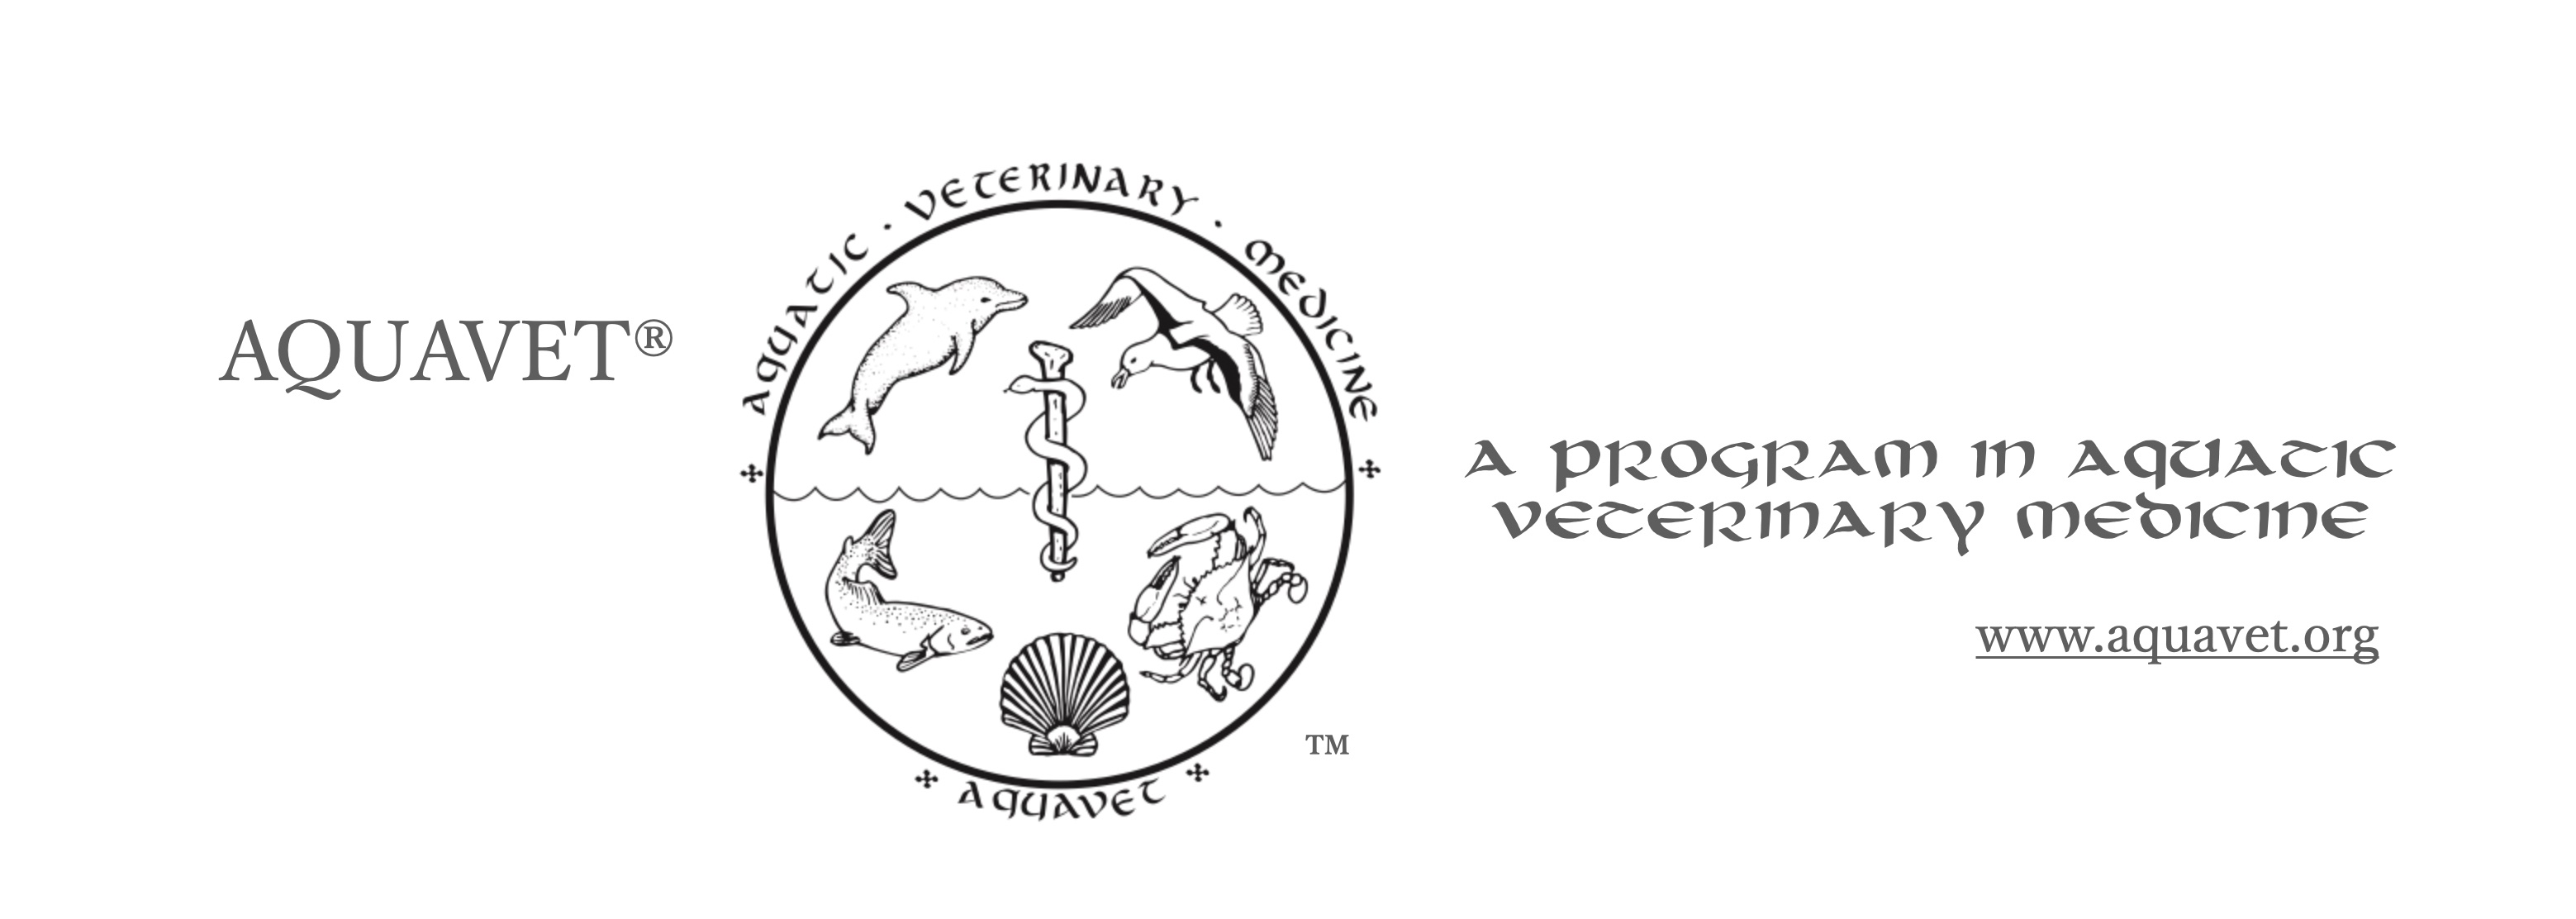 AQUAVET®
AQUATIC · VETERINARY · MEDICINE
AQUAVET
TM
A PROGRAM IN AQUATIC
VETERINARY MEDICINE
www.aquavet.org